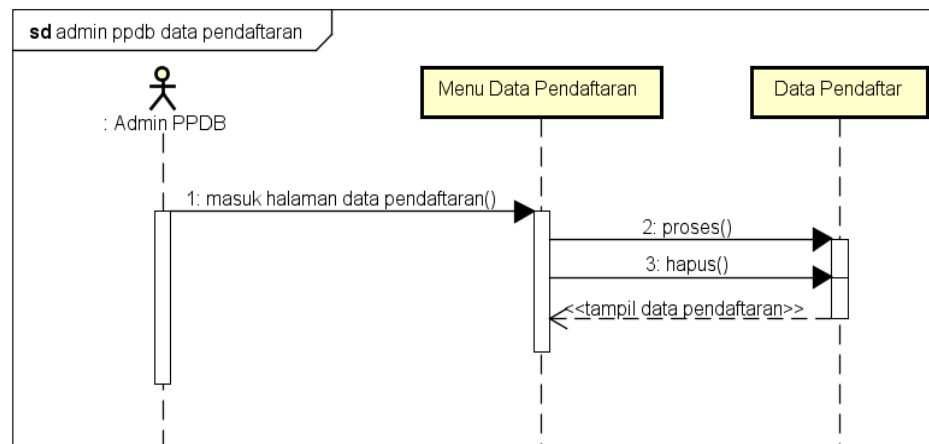 sd admin ppdb data pendaftaran
: Admin PPDB
Menu Data Pendaftaran
Data Pendaftar
1: masuk halaman data pendaftaran()
2: proses()
3: hapus()
<<tampil data pendaftaran>>